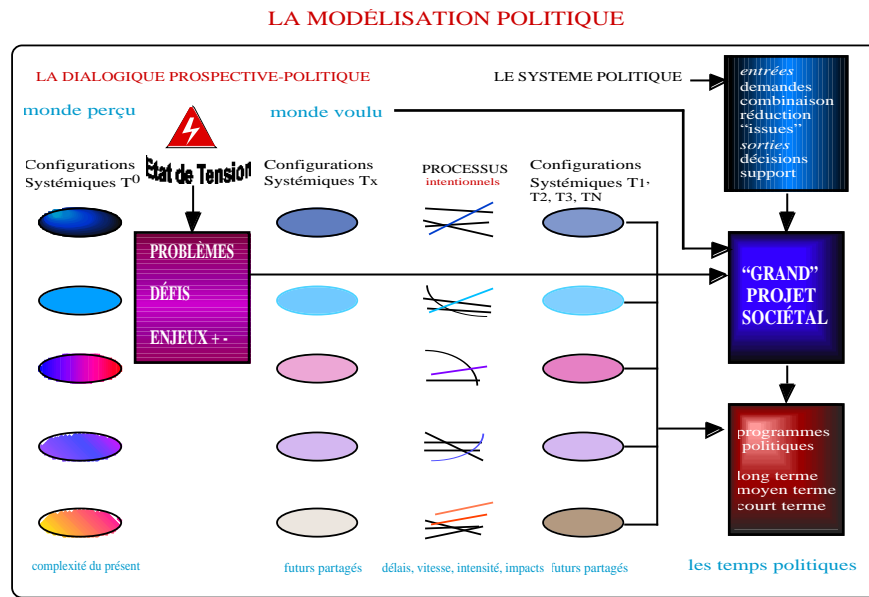 LA MODÉLISATION POLITIQUE
LA DIALOGIQUE PROSPECTIVE-POLITIQUE
LE SYSTEME POLITIQUE
entrées
demandes
combinaison
réduction
“issues”
sorties
décisions
support
monde perçu
monde voulu
Etat de Tension
Configurations
Systémiques T0
Configurations
Systémiques Tx
PROCESSUS
intentionnels
Configurations
Systémiques T1,
T2, T3, TN
PROBLÈMES
DÉFIS
ENJEUX + -
“GRAND”
PROJET
SOCIÉTAL
programmes
politiques
long terme
moyen terme
court terme
complexité du présent
futurs partagés
délais, vitesse, intensité, impacts
futurs partagés
les temps politiques